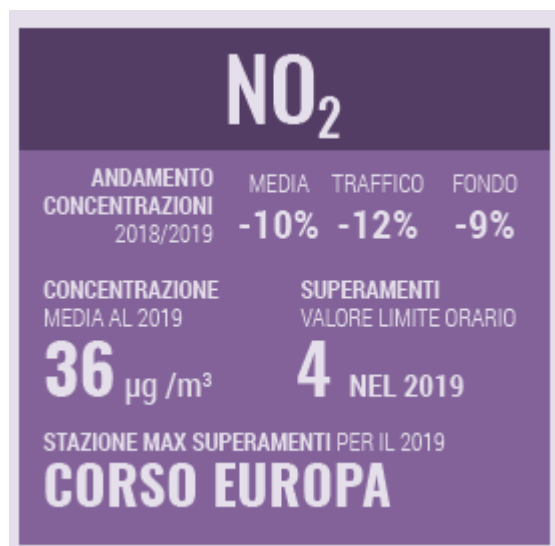 NO₂
ANDAMENTO
CONCENTRAZIONI
2018/2019
MEDIA TRAFFICO FONDO
-10% -12% -9%
CONCENTRAZIONE
MEDIA AL 2019
36 µg /m³
SUPERAMENTI
VALORE LIMITE ORARIO
4 NEL 2019
STAZIONE MAX SUPERAMENTI PER IL 2019
CORSO EUROPA